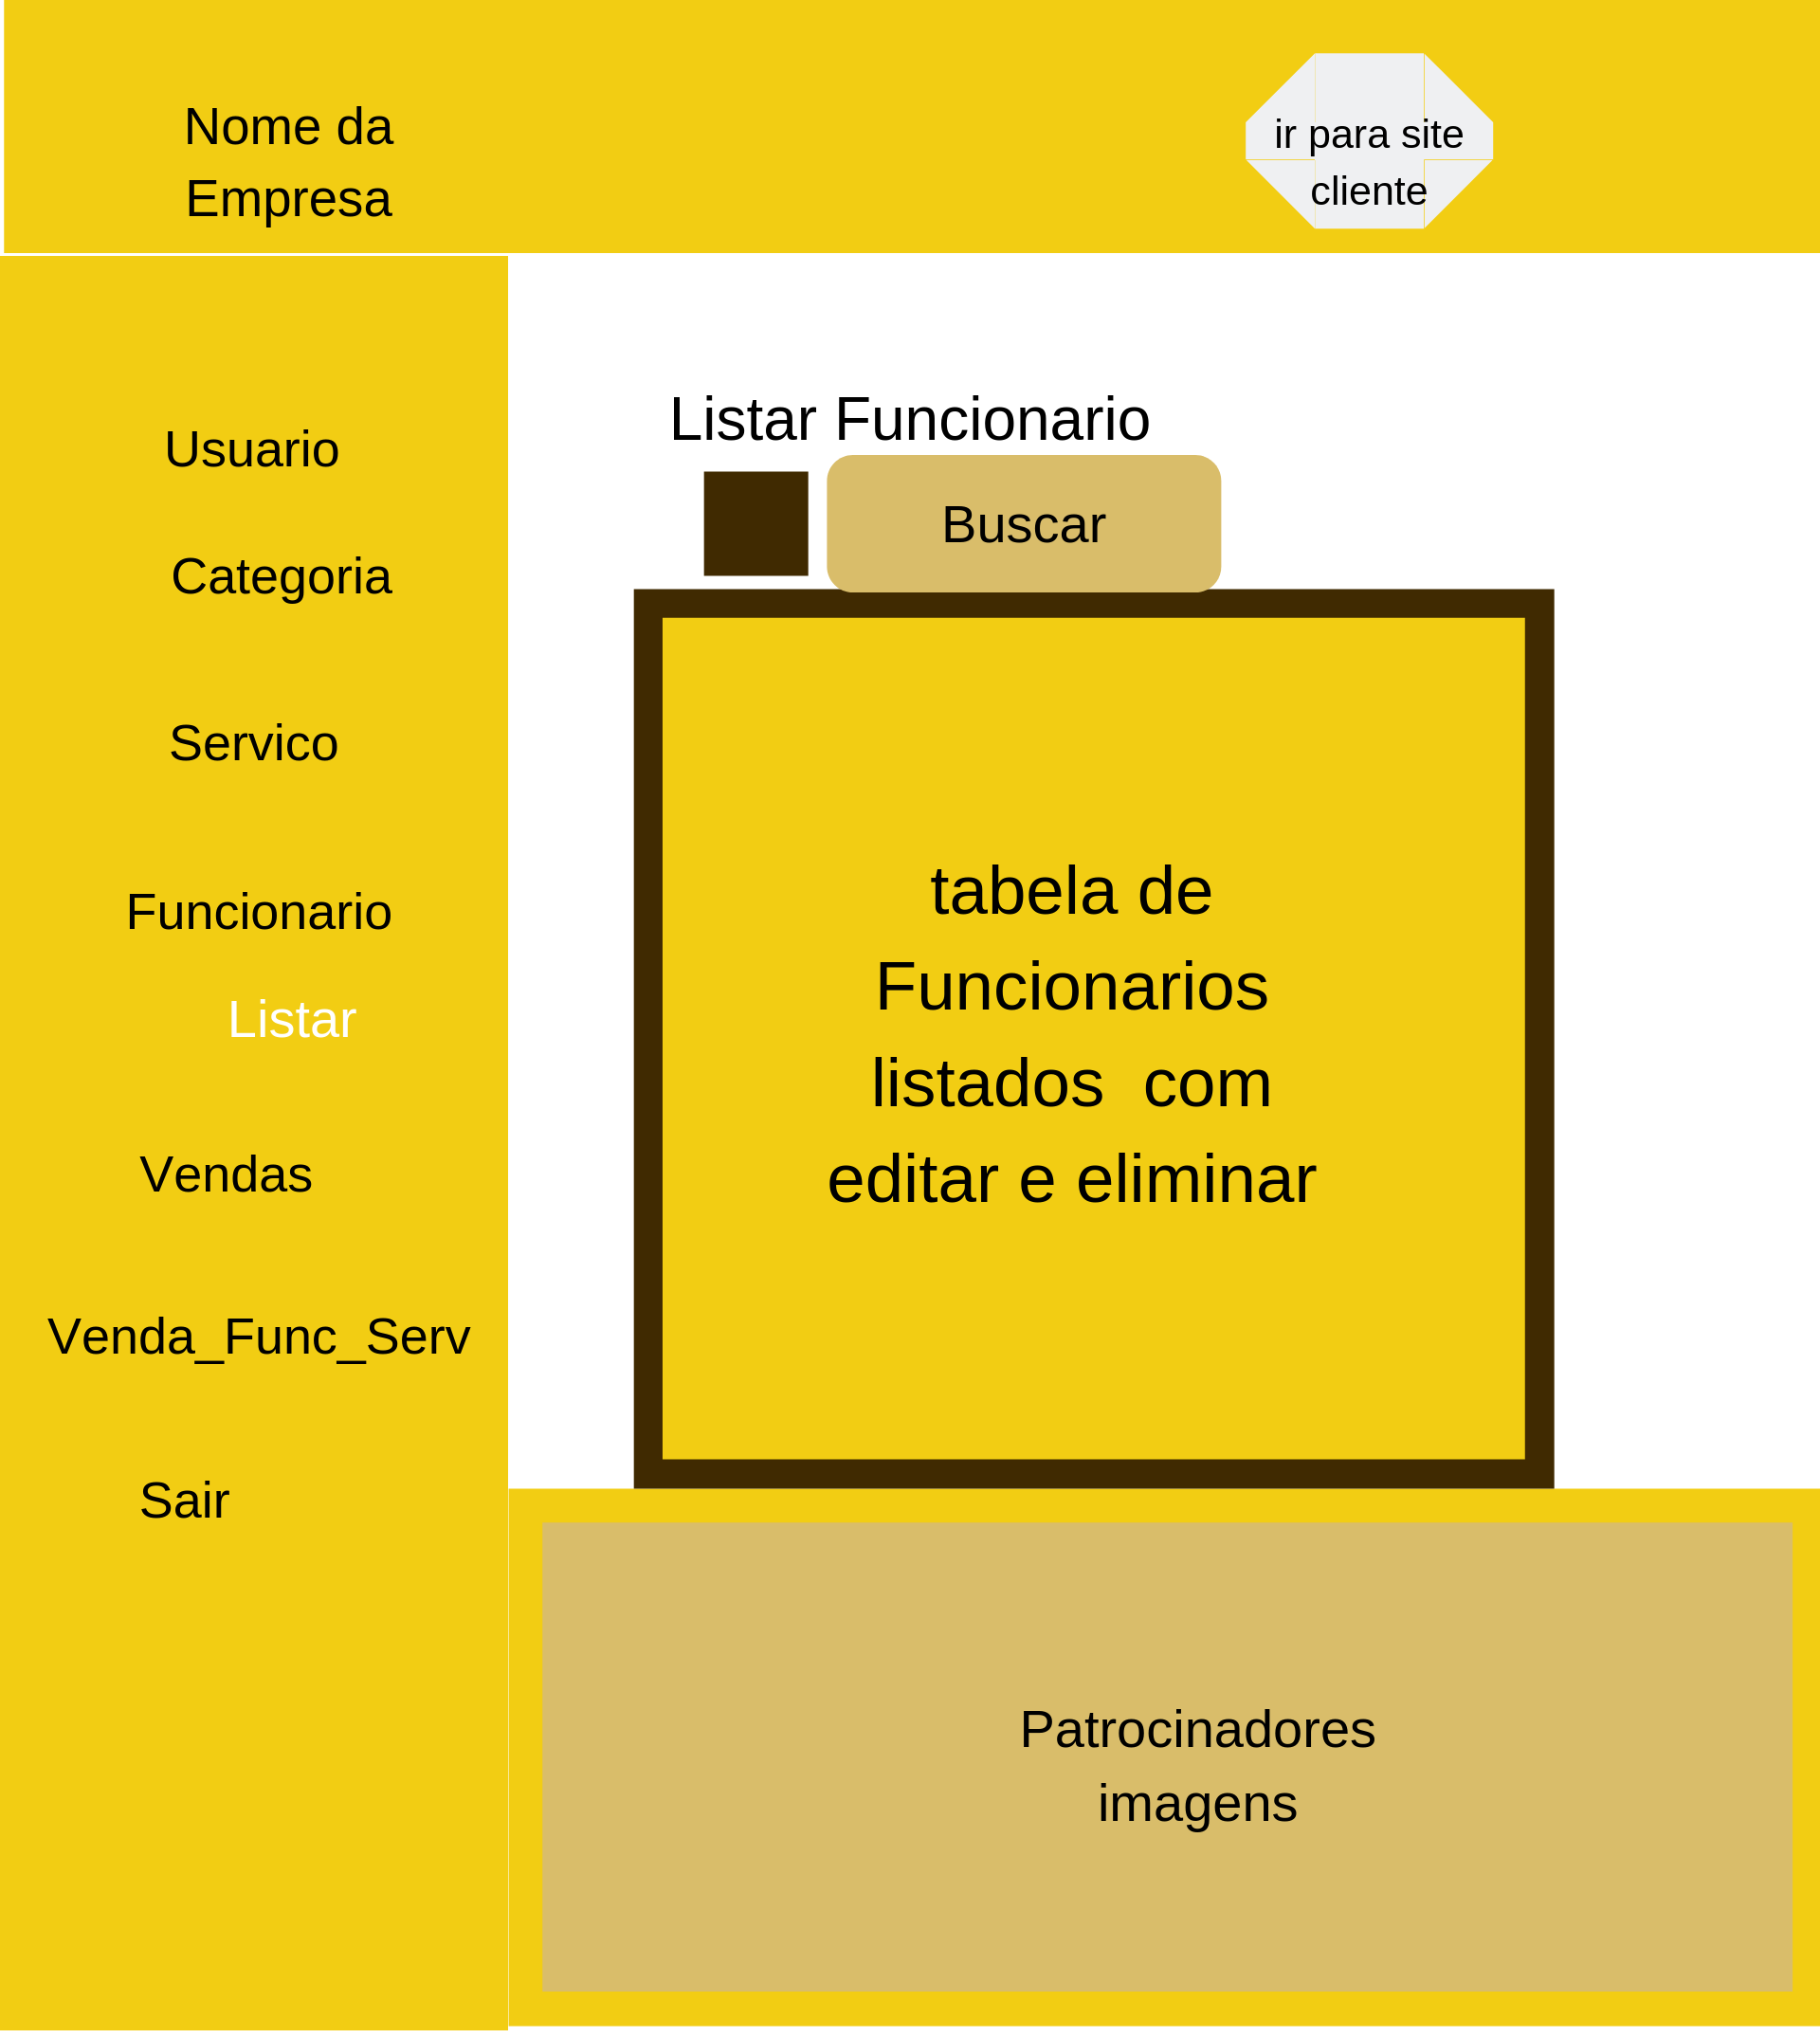 Nome da
Empresa
ir para site
cliente
Usuario
Categoria
Servico
Funcionario
Listar
Vendas
Venda_Func_Serv
Sair
Listar Funcionario
Buscar
tabela de
Funcionarios
listados  com
editar e eliminar
Patrocinadores
imagens